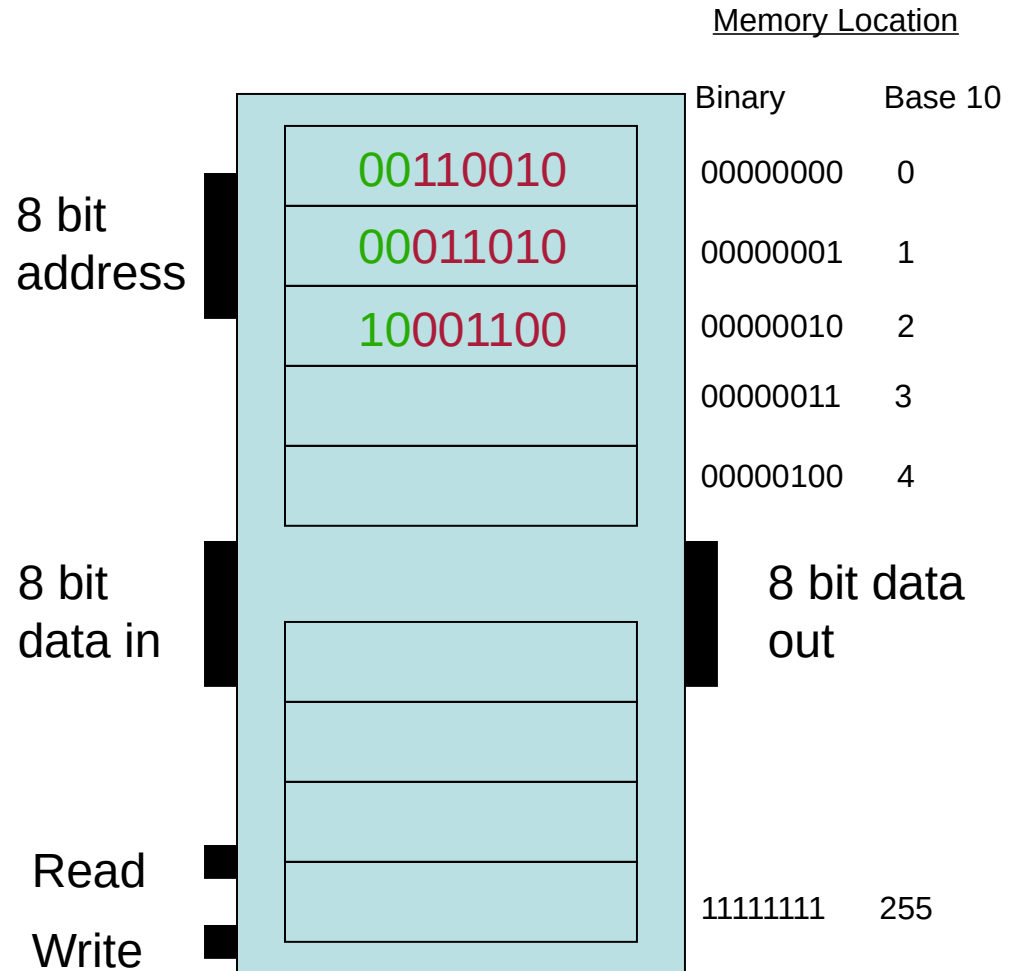 Memory Location
Binary Base 10
00110010 00000000 0
8 bit
address
00011010 00000001 1
10001100 00000010 2
00000011 3
00000100 4
8 bit
data in
8 bit data
out
Read
11111111 255
Write